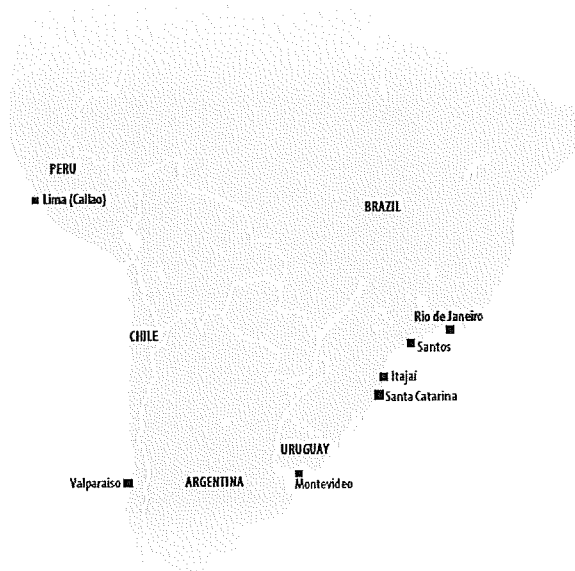 PERU
Lima (Callao)
BRAZIL
Rio de Janeiro
CHILE
Santos
Itajaí
Santa Catarina
URUGUAY
Valparaiso
ARGENTINA
Montevideo